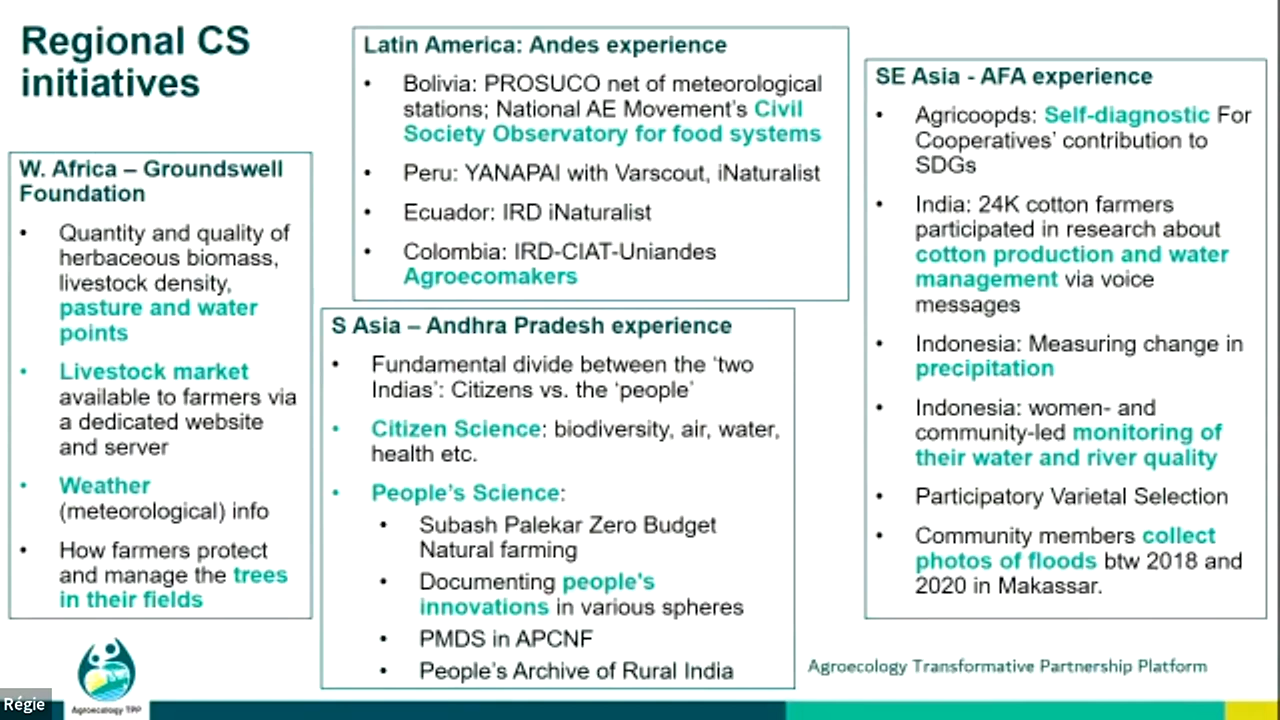 Regional CS
initiatives
W. Africa – Groundswell
Foundation
• Quantity and quality of
herbaceous biomass,
livestock density,
pasture and water
points
• Livestock market
available to farmers via
a dedicated website
and server
• Weather
(meteorological) info
• How farmers protect
and manage the trees
in their fields
Latin America: Andes experience
• Bolivia: PROSUCO net of meteorological
stations; National AE Movement's Civil
Society Observatory for food systems
• Peru: YANAPAI with Varscout, iNaturalist
• Ecuador: IRD iNaturalist
• Colombia: IRD-CIAT-Uniandes
Agroecomakers
S Asia – Andhra Pradesh experience
• Fundamental divide between the 'two
Indias': Citizens vs. the 'people'
• Citizen Science: biodiversity, air, water,
health etc.
• People's Science:
• Subash Palekar Zero Budget
Natural farming
• Documenting people's
innovations in various spheres
• PMDS in APCNF
• People's Archive of Rural India
SE Asia - AFA experience
• Agricoopds: Self-diagnostic For
Cooperatives' contribution to
SDGs
• India: 24K cotton farmers
participated in research about
cotton production and water
management via voice
messages
• Indonesia: Measuring change in
precipitation
• Indonesia: women- and
community-led monitoring of
their water and river quality
• Participatory Varietal Selection
• Community members collect
photos of floods btw 2018 and
2020 in Makassar.
Agroecology Transformative Partnership Platform
Agroecology TPP
Régie